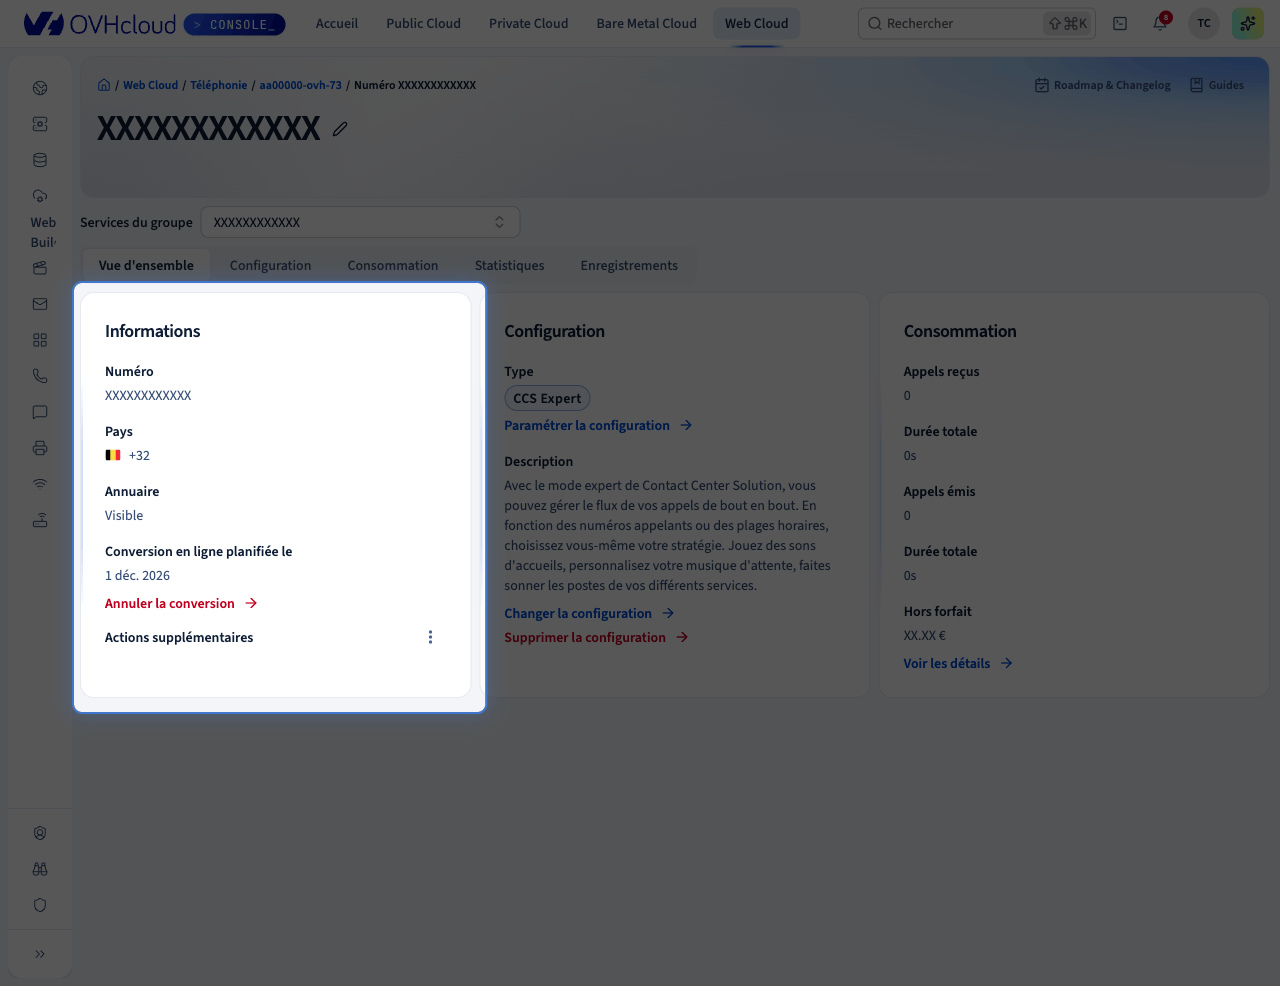 OVHcloud > CONSOLE_ Accueil Public Cloud Private Cloud Bare Metal Cloud Web Cloud Rechercher ⇧⌘K 8 TC
/ Web Cloud / Téléphonie / aa00000-ovh-73 / Numéro XXXXXXXXXXXX Roadmap & Changelog Guides
XXXXXXXXXXXX
Web
Services du groupe XXXXXXXXXXXX
Vue d'ensemble Configuration Consommation Statistiques Enregistrements
Informations
Numéro
XXXXXXXXXXXX
Pays
+32
Annuaire
Visible
Conversion en ligne planifiée le
1 déc. 2026
Annuler la conversion
Actions supplémentaires
Configuration
Type
CCS Expert
Paramétrer la configuration
Description
Avec le mode expert de Contact Center Solution, vous
pouvez gérer le flux de vos appels de bout en bout. En
fonction des numéros appelants ou des plages horaires,
choisissez vous-même votre stratégie. Jouez des sons
d'accueils, personnalisez votre musique d'attente, faites
sonner les postes de vos différents services.
Changer la configuration
Supprimer la configuration
Consommation
Appels reçus
0
Durée totale
0s
Appels émis
0
Durée totale
0s
Hors forfait
XX.XX €
Voir les détails